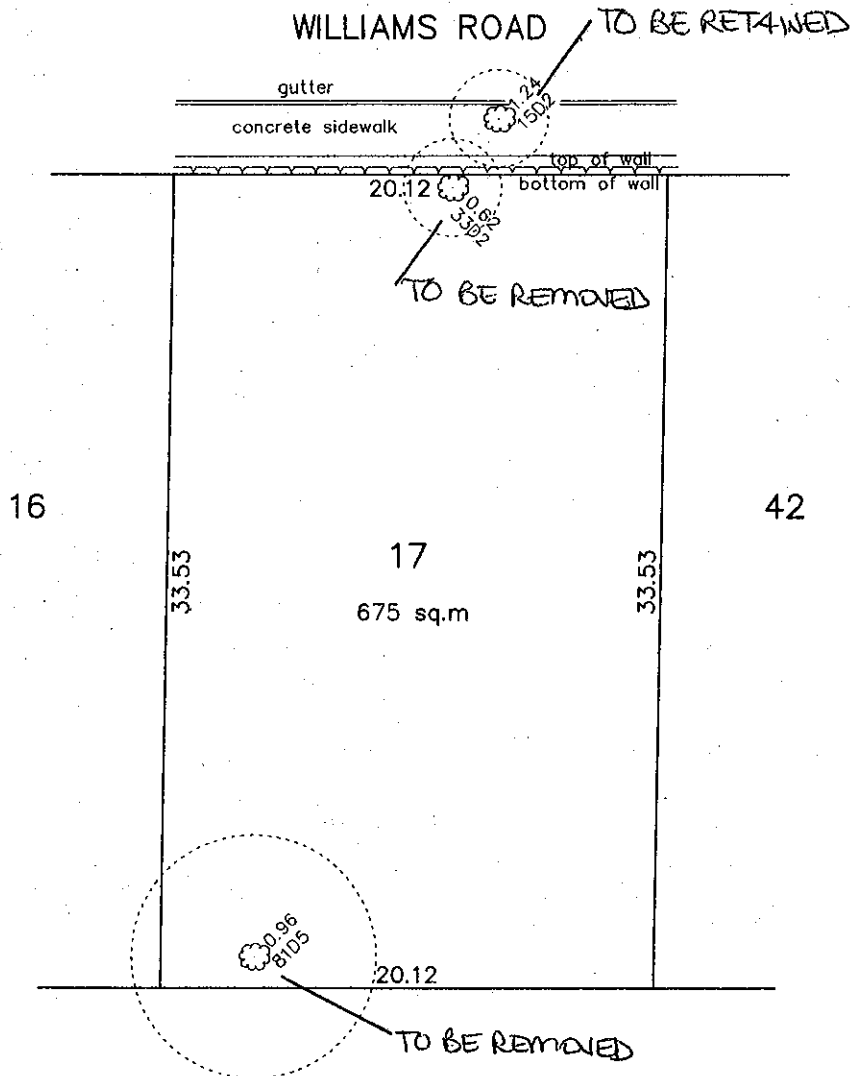 WILLIAMS ROAD
TO BE RETAINED
gutter
1.24
15D2
concrete sidewalk
top of wall
20.12
bottom of wall
0.62
33D2
TO BE REMOVED
16
42
17
33.53
33.53
675 sq.m
0.96
81D5
20.12
TO BE REMOVED